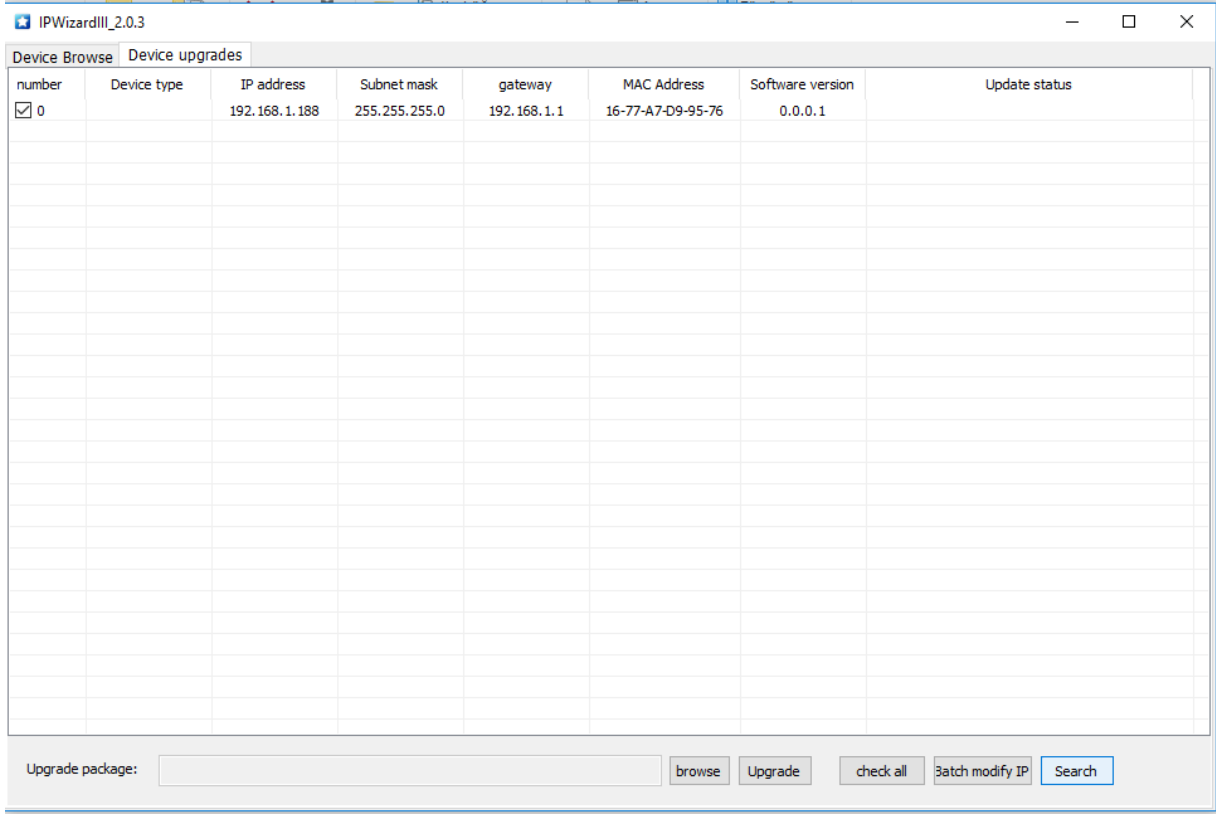 IPWizardIII_2.0.3
Device Browse Device upgrades
number Device type IP address Subnet mask gateway MAC Address Software version Update status
0 192.168.1.188 255.255.255.0 192.168.1.1 16-77-A7-D9-95-76 0.0.0.1
Upgrade package: browse Upgrade check all Batch modify IP Search